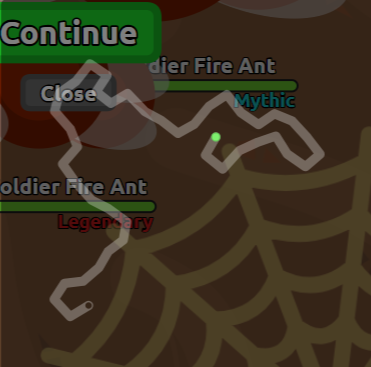 Continue
dier Fire Ant
Close
Mythic
oldier Fire Ant
Legendary